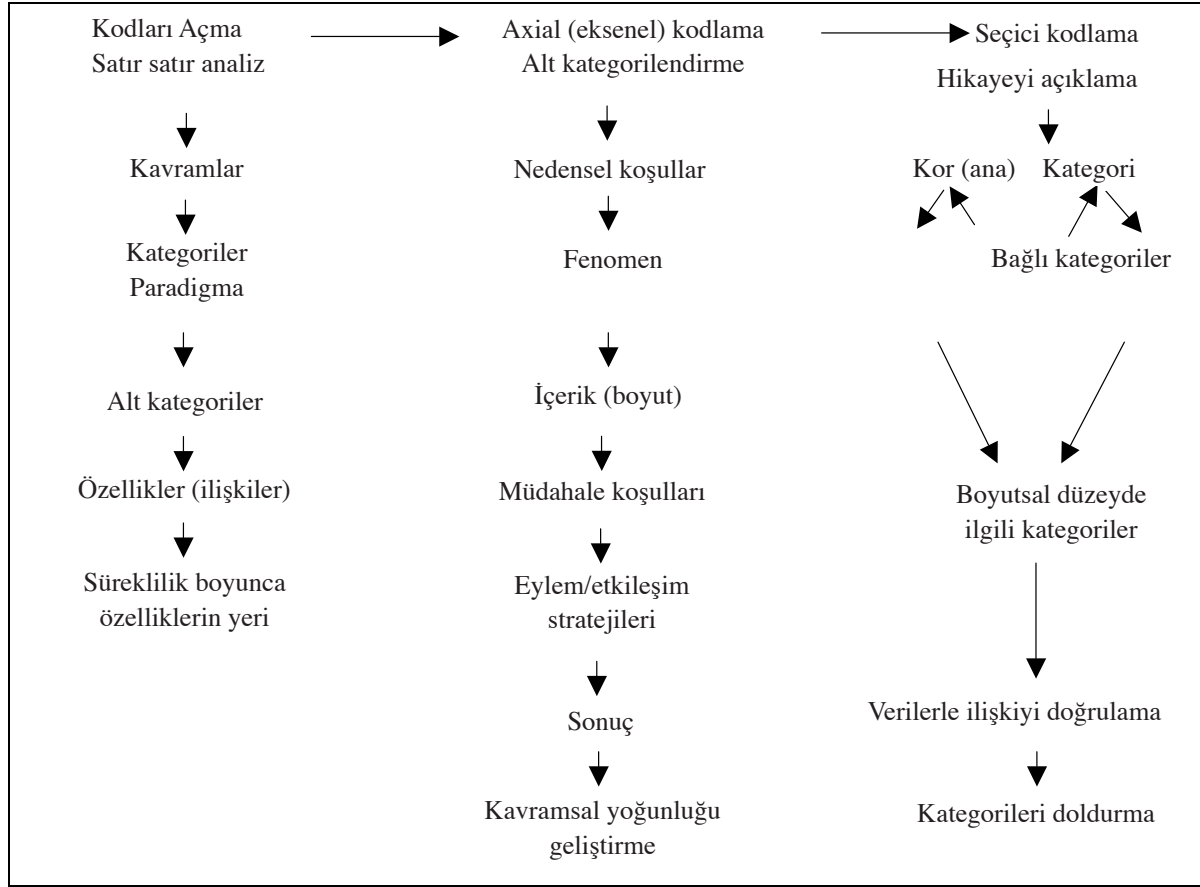 Kodları Açma
Satır satır analiz
Kavramlar
Kategoriler
Paradigma
Alt kategoriler
Özellikler (ilişkiler)
Süreklilik boyunca
özelliklerin yeri
Axial (eksenel) kodlama
Alt kategorilendirme
Nedensel koşullar
Fenomen
İçerik (boyut)
Müdahale koşulları
Eylem/etkileşim
stratejileri
Sonuç
Kavramsal yoğunluğu
geliştirme
Seçici kodlama
Hikayeyi açıklama
Kor (ana) Kategori
Bağlı kategoriler
Boyutsal düzeyde
ilgili kategoriler
Verilerle ilişkiyi doğrulama
Kategorileri doldurma